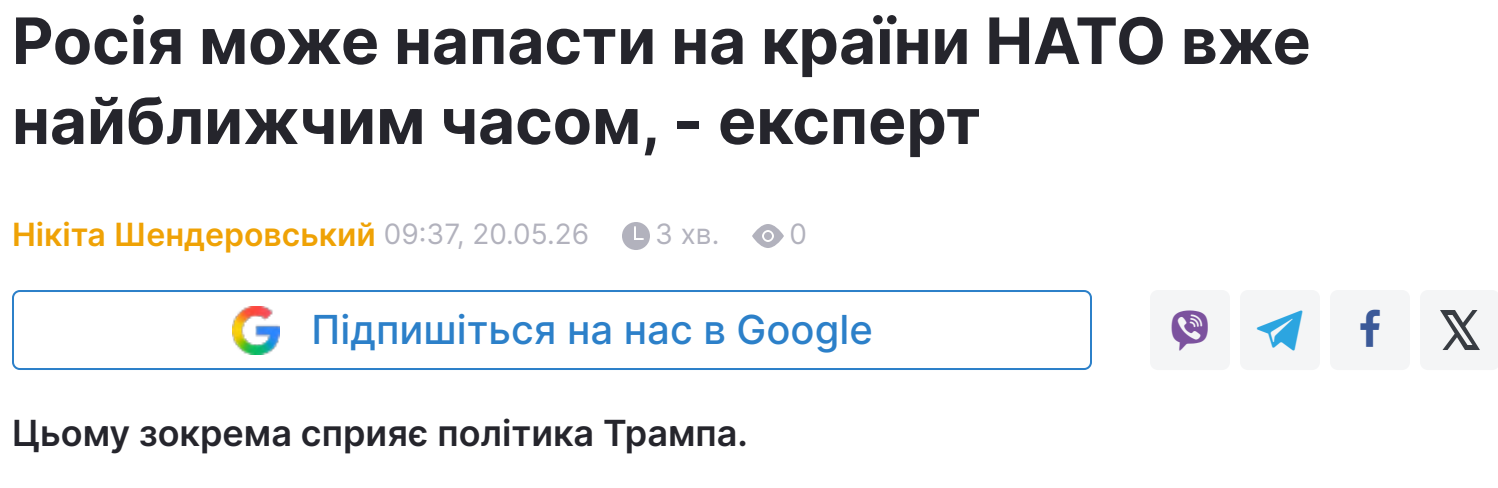 Росія може напасти на країни НАТО вже
найближчим часом, - експерт
Нікіта Шендеровський 09:37, 20.05.26 3 хв. 0
Підпишіться на нас в Google
Цьому зокрема сприяє політика Трампа.